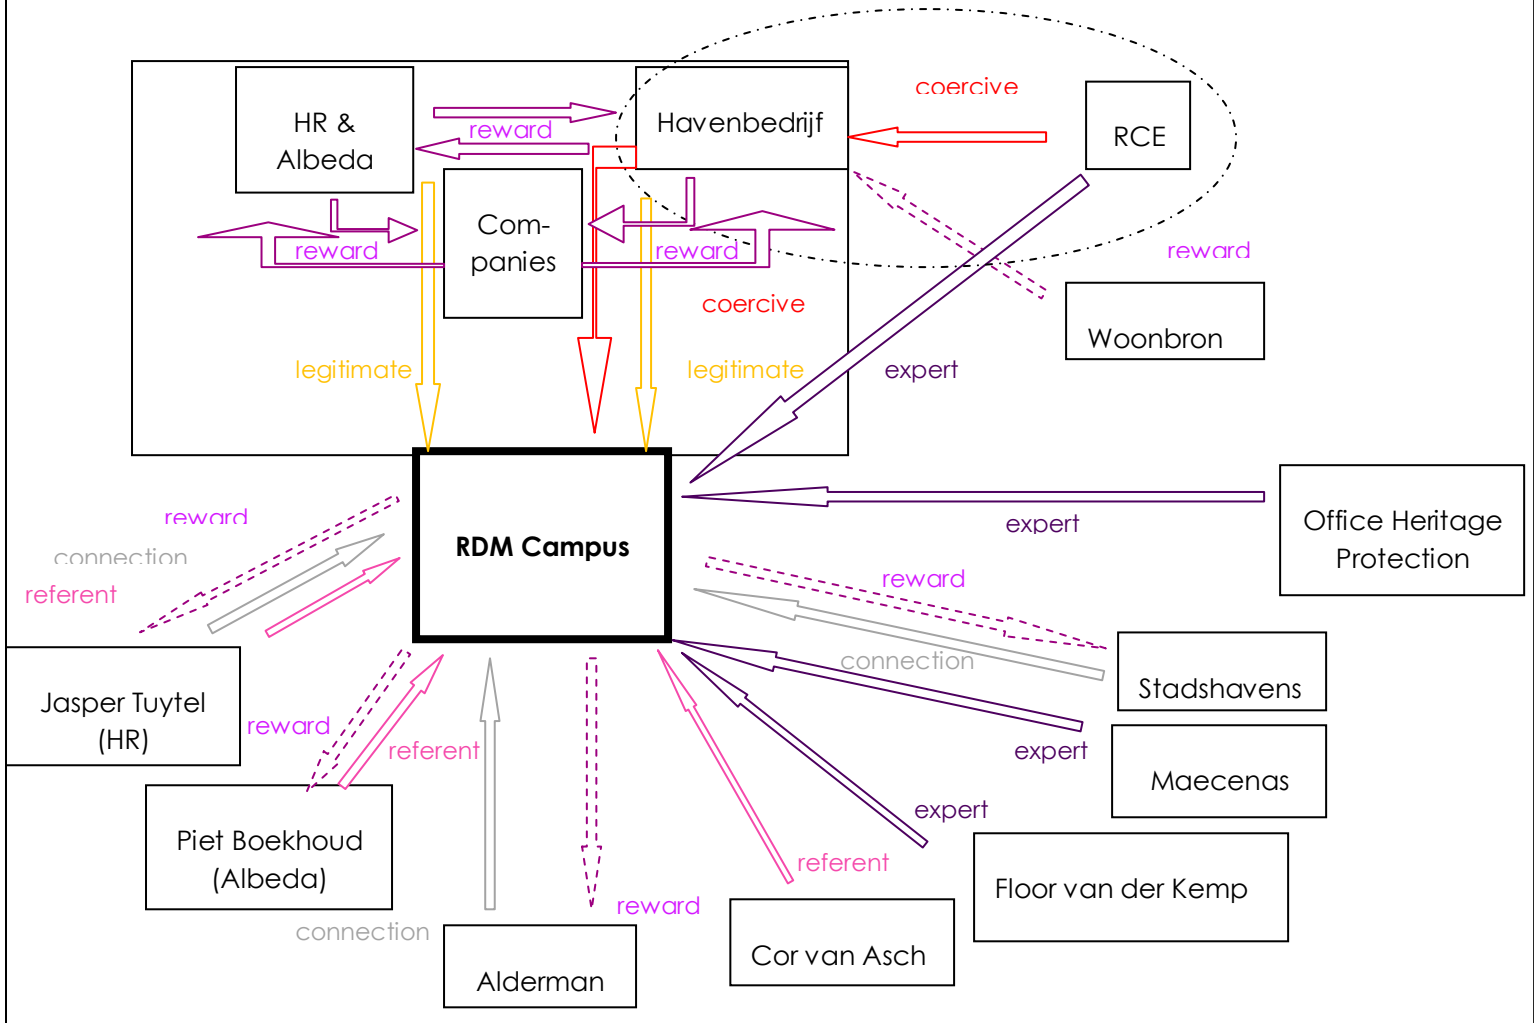 coercive
HR &
Albeda
reward
Havenbedrijf
RCE
Com-
panies
reward
reward
reward
coercive
Woonbron
legitimate
legitimate
expert
reward
connection
referent
RDM Campus
expert
Office Heritage
Protection
reward
connection
Stadshavens
Jasper Tuytel
(HR)
reward
referent
expert
Maecenas
expert
Piet Boekhoud
(Albeda)
referent
Floor van der Kemp
connection
reward
Alderman
Cor van Asch